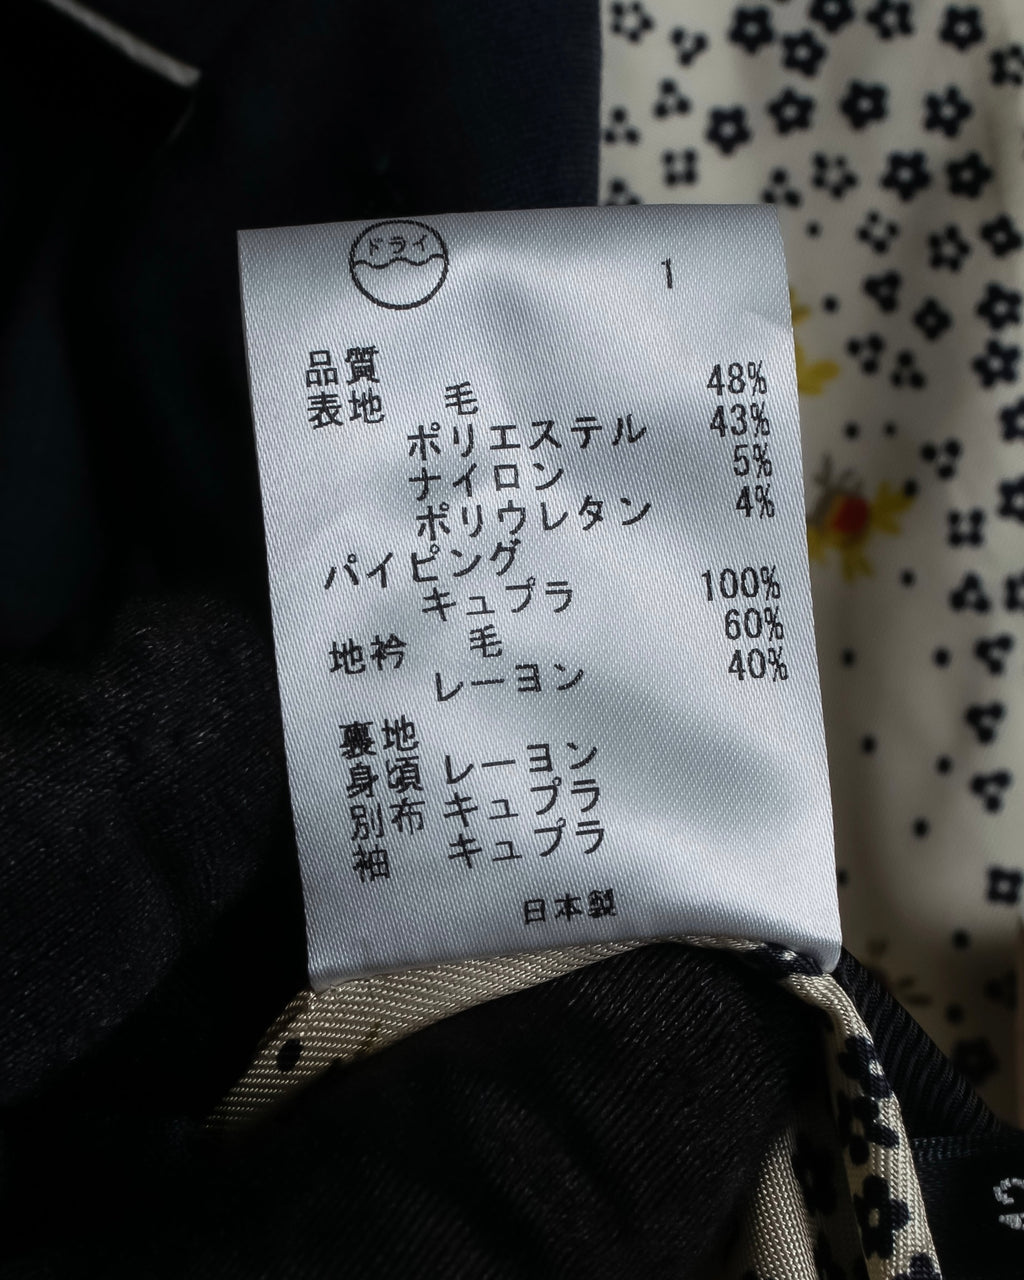 ドライ
1
品質
表地 毛 48%
ポリエステル 43%
ナイロン 5%
ポリウレタン 4%
パイピング
キュプラ 100%
地衿 毛 60%
レーヨン 40%
裏地
身頃 レーヨン
別布 キュプラ
袖 キュプラ
日本製